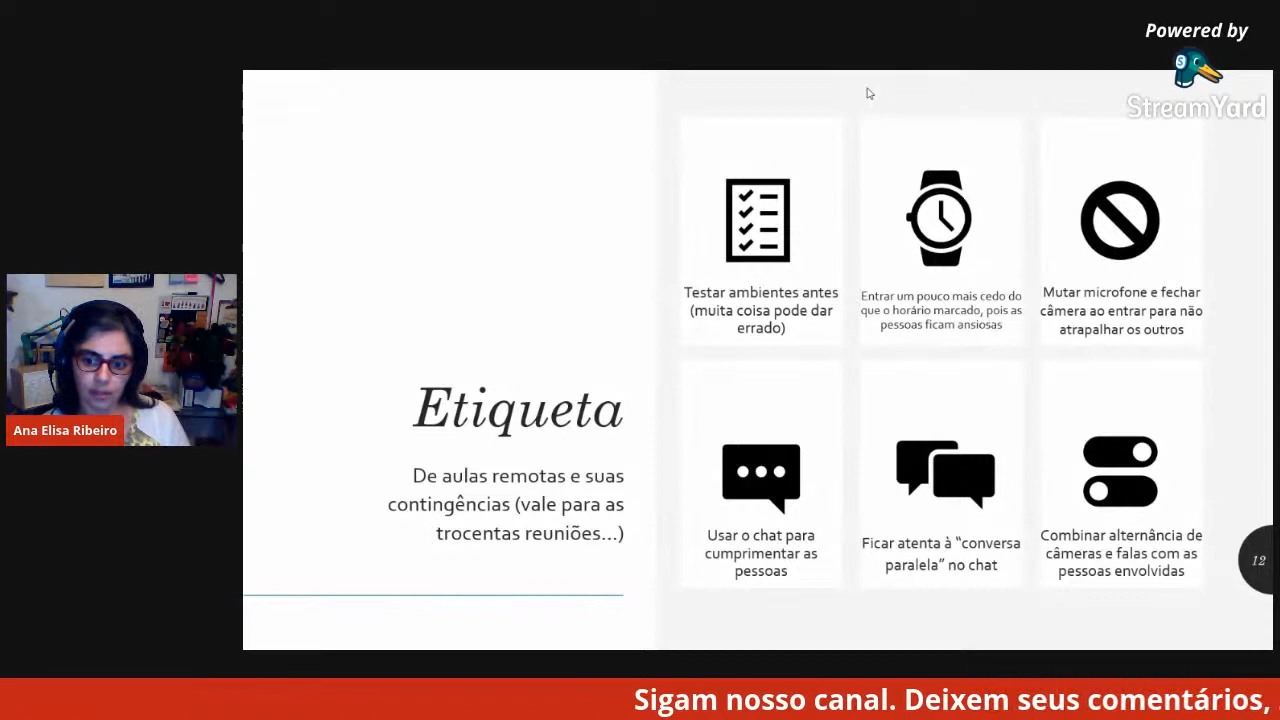 Powered by
StreamYard
Testar ambientes antes
(muita coisa pode dar
errado)
Entrar um pouco mais cedo do
que o horário marcado, pois as
pessoas ficam ansiosas
Mutar microfone e fechar
câmera ao entrar para não
atrapalhar os outros
Etiqueta
De aulas remotas e suas
contingências (vale para as
trocentas reuniões...)
Usar o chat para
cumprimentar as
pessoas
Ficar atenta à “conversa
paralela” no chat
Combinar alternância de
câmeras e falas com as
pessoas envolvidas
12
Ana Elisa Ribeiro
Sigam nosso canal. Deixem seus comentários,